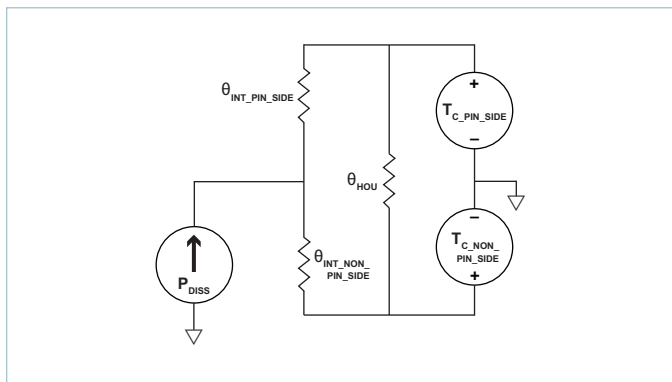 θINT_PIN_SIDE
+
TC_PIN_SIDE
–
θHOU
–
TC_NON_
PIN_SIDE
+
θINT_NON_
PIN_SIDE
PDISS